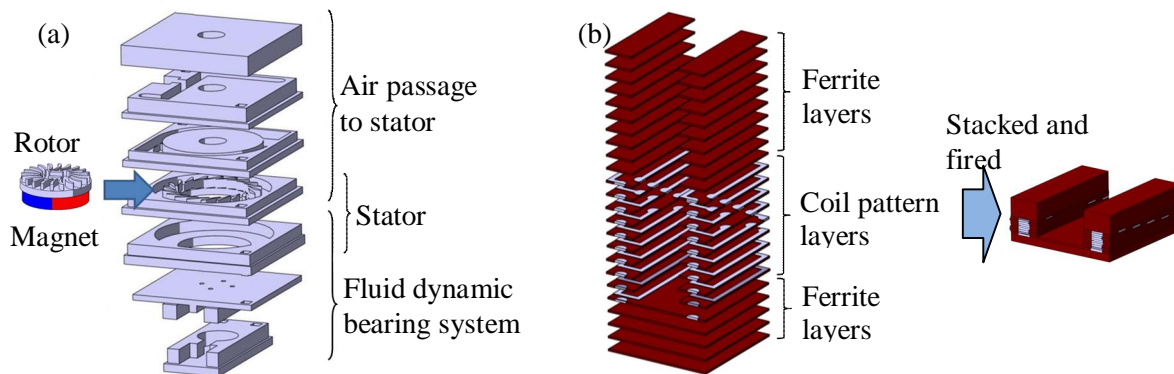 (a)
Air passage
to stator
Rotor
Magnet
Stator
Fluid dynamic
bearing system
(b)
Ferrite
layers
Coil pattern
layers
Ferrite
layers
Stacked and
fired